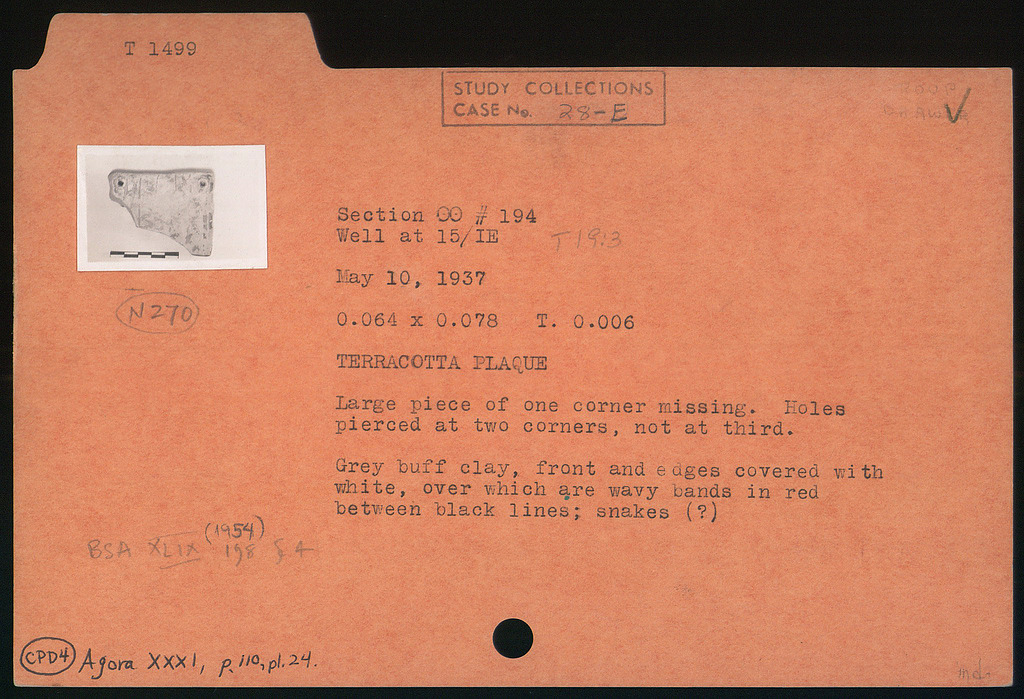 T 1499
STUDY COLLECTIONS
CASE No. 28-E
Section OO # 194
Well at 15/IE T 19:3
May 10, 1937
N270
0.064 x 0.078 T. 0.006
TERRACOTTA PLAQUE
Large piece of one corner missing. Holes
pierced at two corners, not at third.
Grey buff clay, front and edges covered with
white, over which are wavy bands in red
between black lines; snakes (?)
(1954)
BSA XLIX 198 § 4
CPD4 Agora XXXI, p. 110, pl. 24.